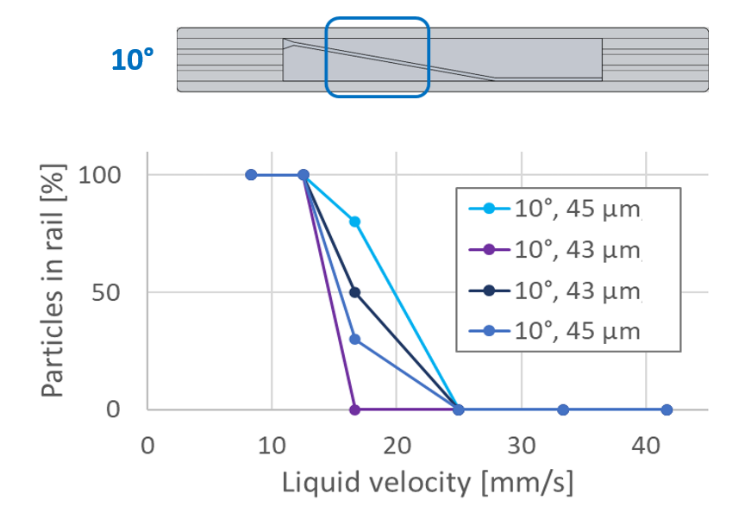 10°
Particles in rail [%]
100
50
0
10°, 45 µm
10°, 43 µm
10°, 43 µm
10°, 45 µm
0 10 20 30 40
Liquid velocity [mm/s]